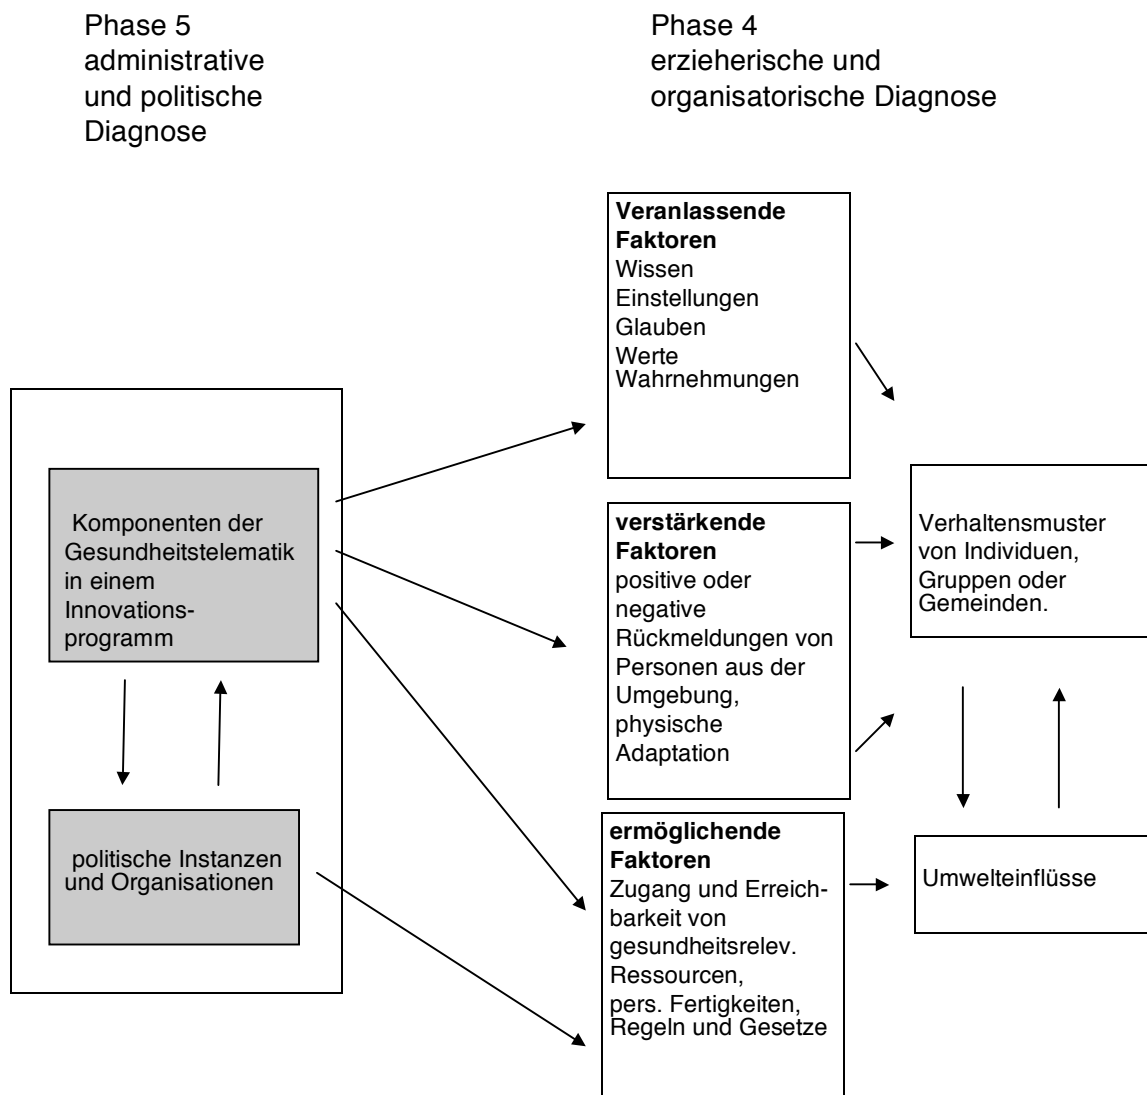 Phase 5
administrative
und politische
Diagnose
Phase 4
erzieherische und
organisatorische Diagnose
Veranlassende
Faktoren
Wissen
Einstellungen
Glauben
Werte
Wahrnehmungen
Komponenten der
Gesundheitstelematik
in einem
Innovations-
programm
politische Instanzen
und Organisationen
verstärkende
Faktoren
positive oder
negative
Rückmeldungen von
Personen aus der
Umgebung,
physische
Adaptation
ermöglichende
Faktoren
Zugang und Erreich-
barkeit von
gesundheitsrelev.
Ressourcen,
pers. Fertigkeiten,
Regeln und Gesetze
Verhaltensmuster
von Individuen,
Gruppen oder
Gemeinden.
Umwelteinflüsse